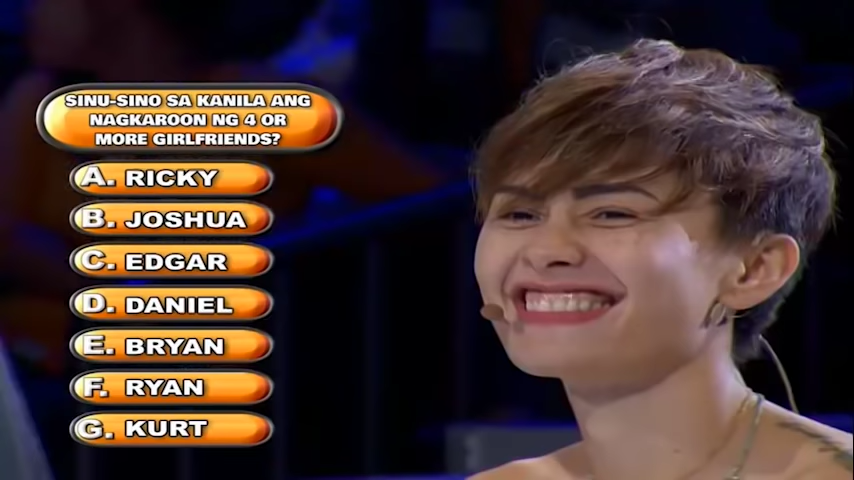 SINU-SINO SA KANILA ANG
NAGKAROON NG 4 OR
MORE GIRLFRIENDS?
A. RICKY
B. JOSHUA
C. EDGAR
D. DANIEL
E. BRYAN
F. RYAN
G. KURT